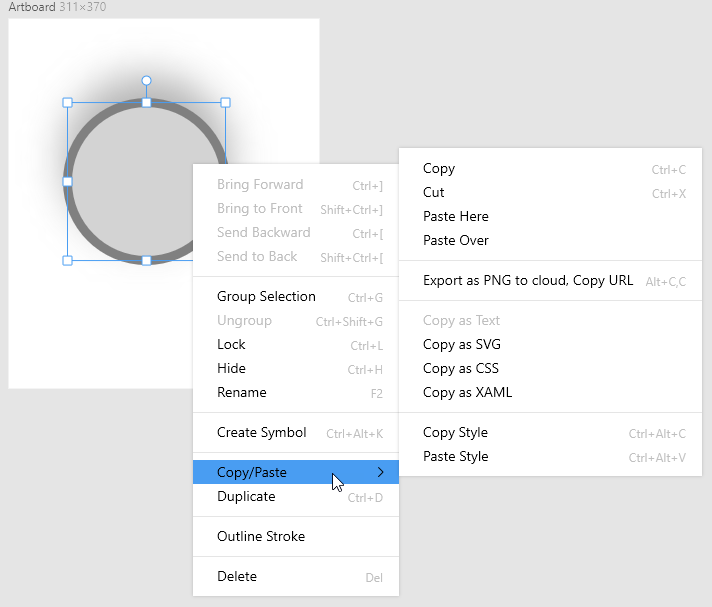 Artboard 311×370
Bring Forward Ctrl+]
Bring to Front Shift+Ctrl+]
Send Backward Ctrl+[
Send to Back Shift+Ctrl+[
Group Selection Ctrl+G
Ungroup Ctrl+Shift+G
Lock Ctrl+L
Hide Ctrl+H
Rename F2
Create Symbol Ctrl+Alt+K
Copy/Paste
Duplicate Ctrl+D
Outline Stroke
Delete Del
Copy Ctrl+C
Cut Ctrl+X
Paste Here
Paste Over
Export as PNG to cloud, Copy URL Alt+C,C
Copy as Text
Copy as SVG
Copy as CSS
Copy as XAML
Copy Style Ctrl+Alt+C
Paste Style Ctrl+Alt+V